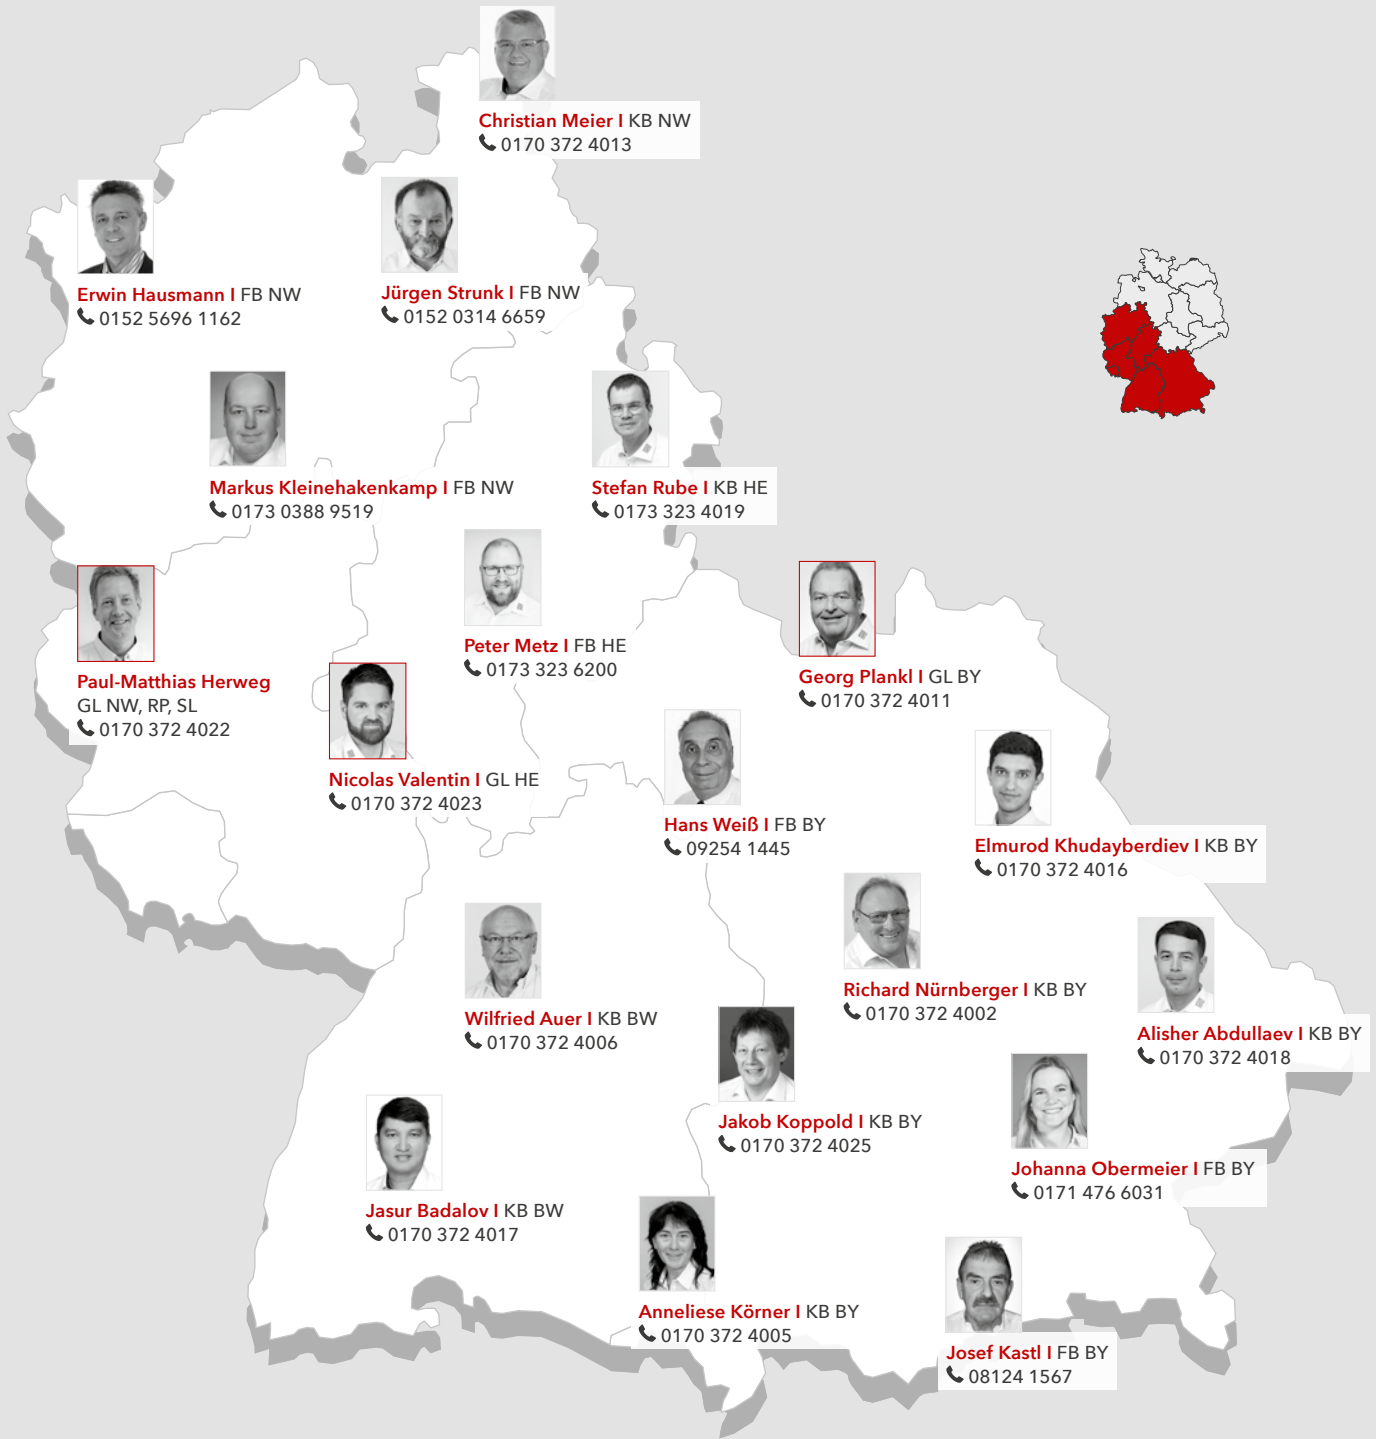 Christian Meier I KB NW
0170 372 4013
Erwin Hausmann I FB NW
0152 5696 1162
Jürgen Strunk I FB NW
0152 0314 6659
Markus Kleinehakenkamp I FB NW
0173 0388 9519
Stefan Rube I KB HE
0173 323 4019
Peter Metz I FB HE
0173 323 6200
Paul-Matthias Herweg
GL NW, RP, SL
0170 372 4022
Georg Plankl I GL BY
0170 372 4011
Nicolas Valentin I GL HE
0170 372 4023
Hans Weiß I FB BY
09254 1445
Elmurod Khudayberdiev I KB BY
0170 372 4016
Richard Nürnberger I KB BY
0170 372 4002
Wilfried Auer I KB BW
0170 372 4006
Alisher Abdullaev I KB BY
0170 372 4018
Jakob Koppold I KB BY
0170 372 4025
Johanna Obermeier I FB BY
0171 476 6031
Jasur Badalov I KB BW
0170 372 4017
Anneliese Körner I KB BY
0170 372 4005
Josef Kastl I FB BY
08124 1567